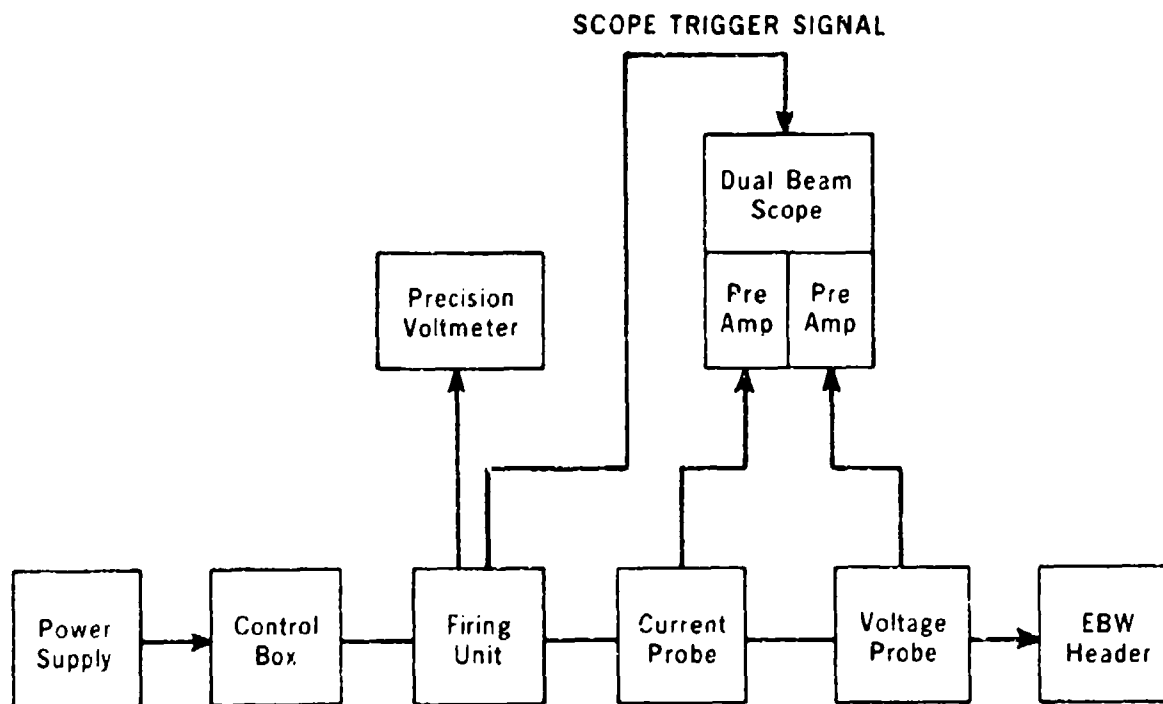 SCOPE TRIGGER SIGNAL
Dual Beam
Scope
Precision
Voltmeter
Pre
Amp
Pre
Amp
Power
Supply
Control
Box
Firing
Unit
Current
Probe
Voltage
Probe
EBW
Header